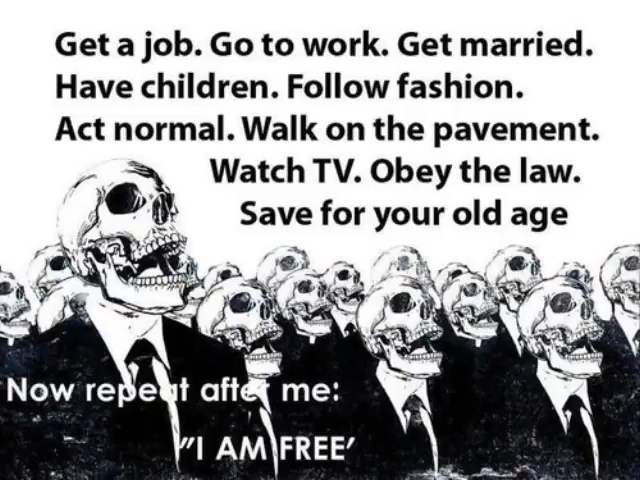 Get a job. Go to work. Get married.
Have children. Follow fashion.
Act normal. Walk on the pavement.
Watch TV. Obey the law.
Save for your old age
Now repeat after me:
"I AM FREE'